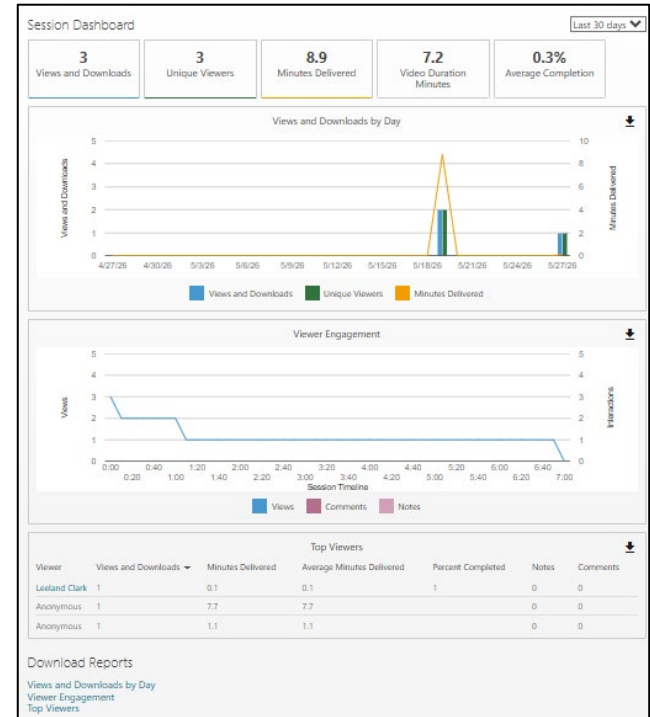 Session Dashboard
Last 30 days
3 3 8.9 7.2 0.3%
Views and Downloads Unique Viewers Minutes Delivered Video Duration Average Completion
Minutes
Views and Downloads by Day
5 10
4 8
3 6
2 4
1 2
0 0
Views and Downloads
Minutes Delivered
4/27/26 4/30/26 5/3/26 5/6/26 5/9/26 5/12/26 5/15/26 5/18/26 5/21/26 5/24/26 5/27/26
Views and Downloads Unique Viewers Minutes Delivered
Viewer Engagement
5 5
4 4
3 3
2 2
1 1
0 0
Views
Interactions
0:00 0:40 1:20 2:00 2:40 3:20 4:00 4:40 5:20 6:00 6:40
0:20 1:00 1:40 2:20 3:00 3:40 4:20 5:00 5:40 6:20 7:00
Session Timeline
Views Comments Notes
Top Viewers
Viewer Views and Downloads Minutes Delivered Average Minutes Delivered Percent Completed Notes Comments
Leeland Clark 1 0.1 0.1 1 0 0
Anonymous 1 7.7 7.7 0 0
Anonymous 1 1.1 1.1 0 0
Download Reports
Views and Downloads by Day
Viewer Engagement
Top Viewers